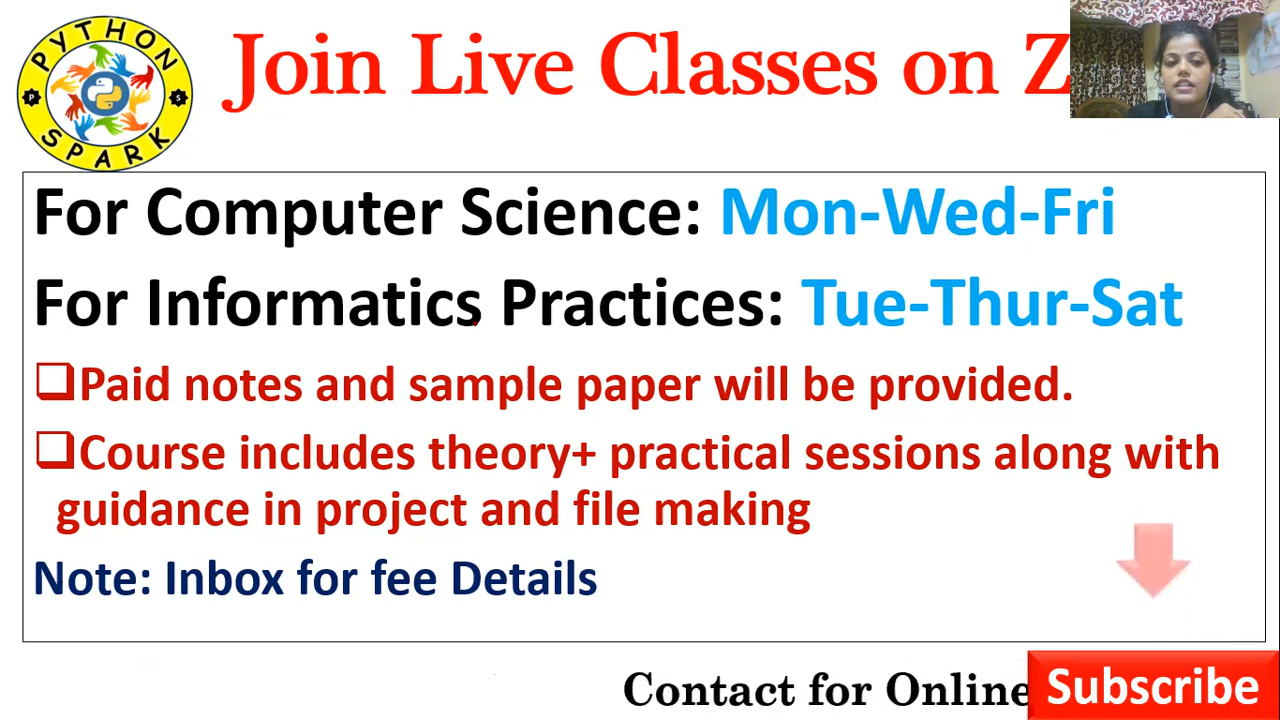 PYTHON
P S
SPARK
Join Live Classes on Z
For Computer Science: Mon-Wed-Fri
For Informatics Practices: Tue-Thur-Sat
Paid notes and sample paper will be provided.
Course includes theory+ practical sessions along with
guidance in project and file making
Note: Inbox for fee Details
Contact for Online
Subscribe